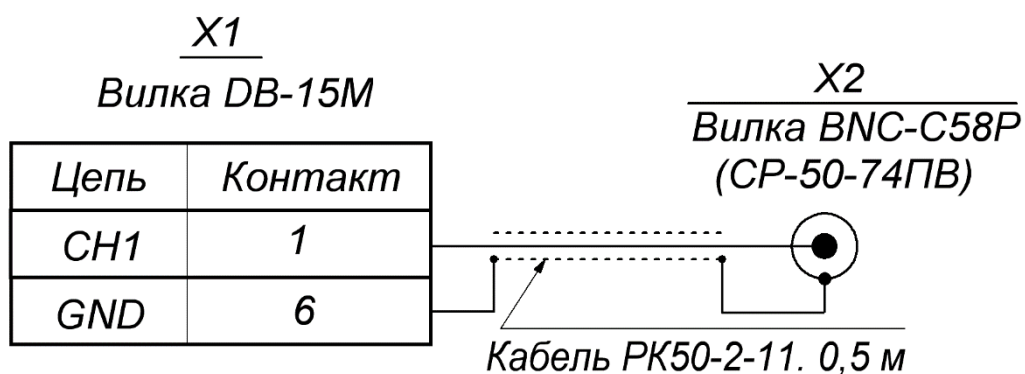 X1
Вилка DB-15M
X2
Вилка BNC-C58P
(СР-50-74ПВ)
Цепь Контакт
CH1 1
GND 6
Кабель РК50-2-11. 0,5 м